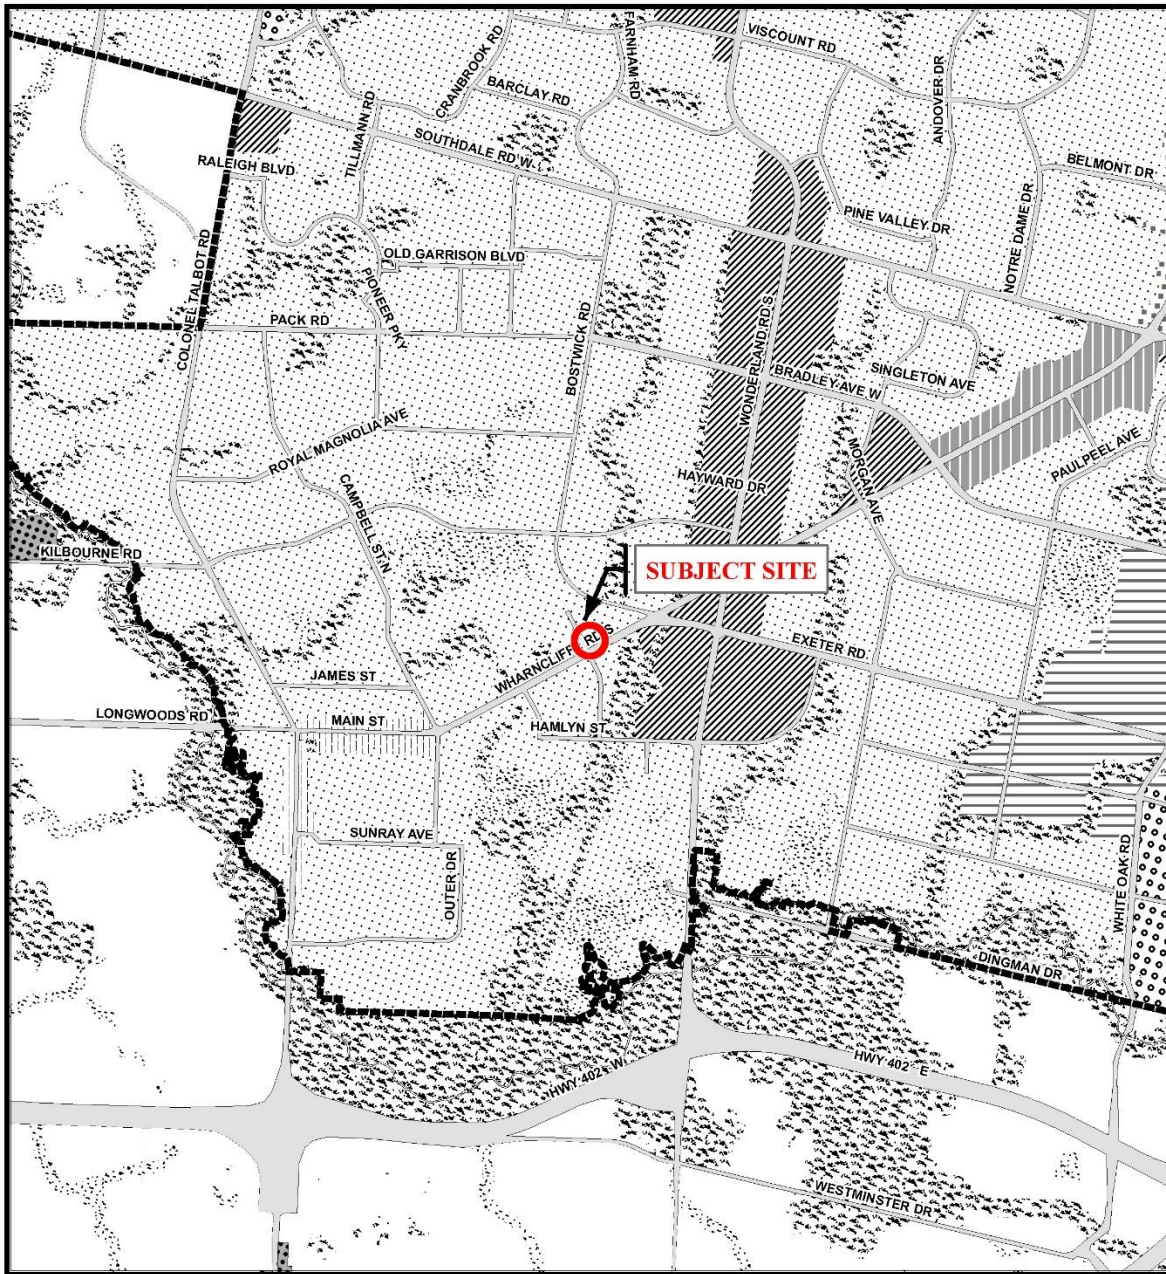 VISCOUNT RD
FARNHAM RD
CRANBROOK RD
BARCLAY RD
ANDOVER DR
TILLMANN RD
SOUTHDALE RD W
RALEIGH BLVD
BELMONT DR
PINE VALLEY DR
NOTRE DAME DR
OLD GARRISON BLVD
COLONEL TALBOT RD
PIONEER PKY
PACK RD
BOSTWICK RD
WONDERLAND RD S
BRADLEY AVE W
SINGLETON AVE
ROYAL MAGNOLIA AVE
MORGAN AVE
PAULPEEL AVE
CAMPBELL ST N
HAYWARD DR
KILBOURNE RD
SUBJECT SITE
WHARNCLIFF RD S
EXETER RD
JAMES ST
LONGWOODS RD
MAIN ST
HAMLYN ST
SUNRAY AVE
OUTER DR
WHITE OAK RD
DINGMAN DR
HWY 402 W
HWY 402 E
WESTMINSTER DR